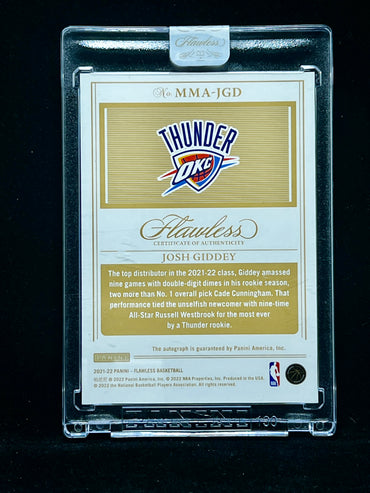 Flawless
No. MMA-JGD
THUNDER
OKC
Flawless
CERTIFICATE OF AUTHENTICITY
JOSH GIDDEY
The top distributor in the 2021-22 class, Giddey amassed
nine games with double-digit dimes in his rookie season,
two more than No. 1 overall pick Cade Cunningham. That
performance tied the unselfish newcomer with nine-time
All-Star Russell Westbrook for the most ever
by a Thunder rookie.
PANINI
The autograph is guaranteed by Panini America, Inc.
2021-22 PANINI - FLAWLESS BASKETBALL
© 2022 Panini America, Inc. © 2022 NBA Properties, Inc. Produced in the USA.
© 2022 National Basketball Players Association. All rights reserved.
NBA